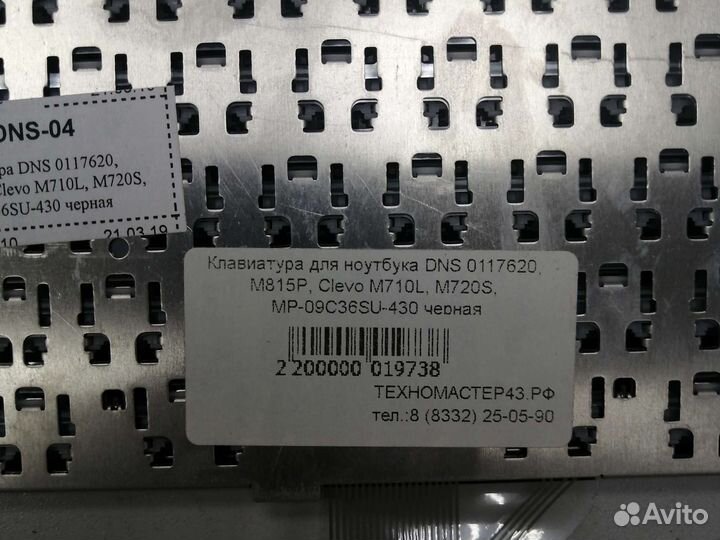 DNS-04
ра DNS 0117620,
Clevo M710L, M720S,
6SU-430 черная
10 21.03.19
Клавиатура для ноутбука DNS 0117620,
M815P, Clevo M710L, M720S,
MP-09C36SU-430 черная
2 200000 019738
ТЕХНОМАСТЕР43.РФ
тел.:8 (8332) 25-05-90
Avito